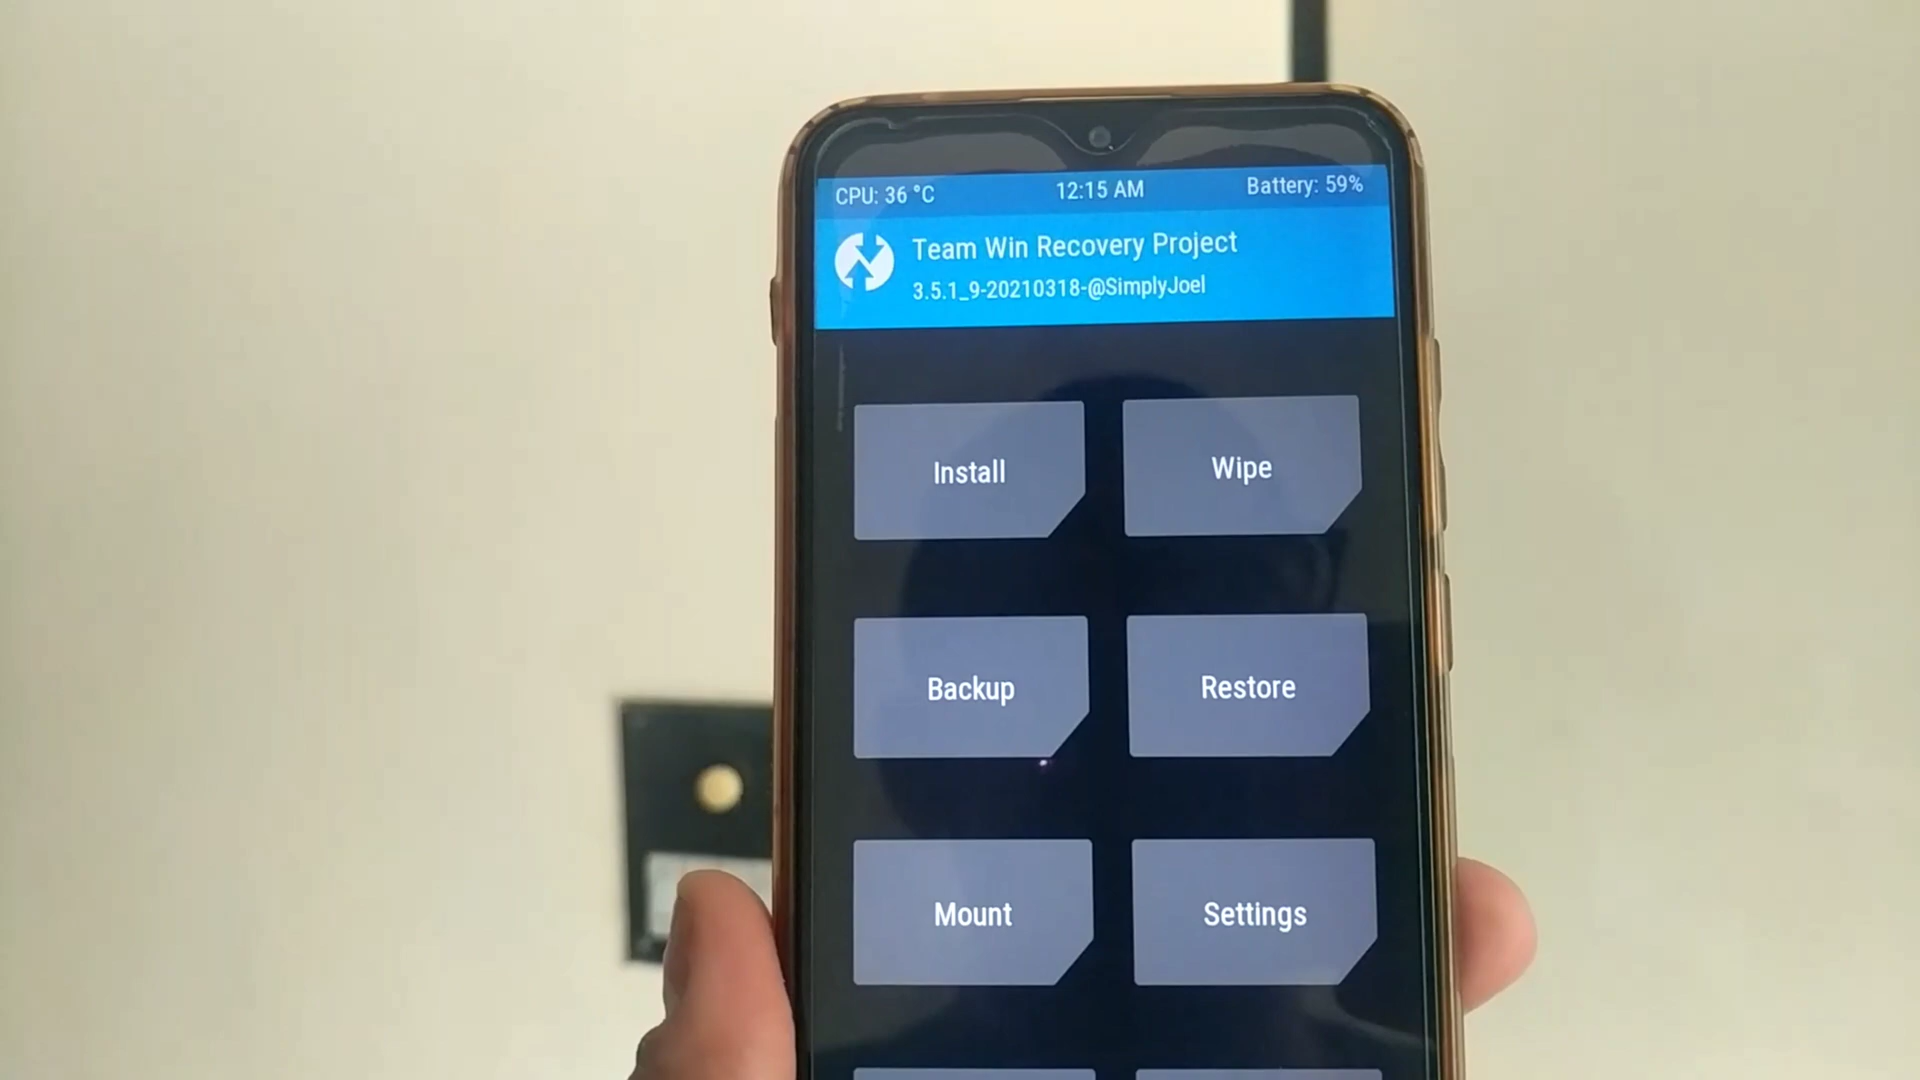 CPU: 36 °C 12:15 AM Battery: 59%
Team Win Recovery Project
3.5.1_9-20210318-@SimplyJoel
Install Wipe
Backup Restore
Mount Settings